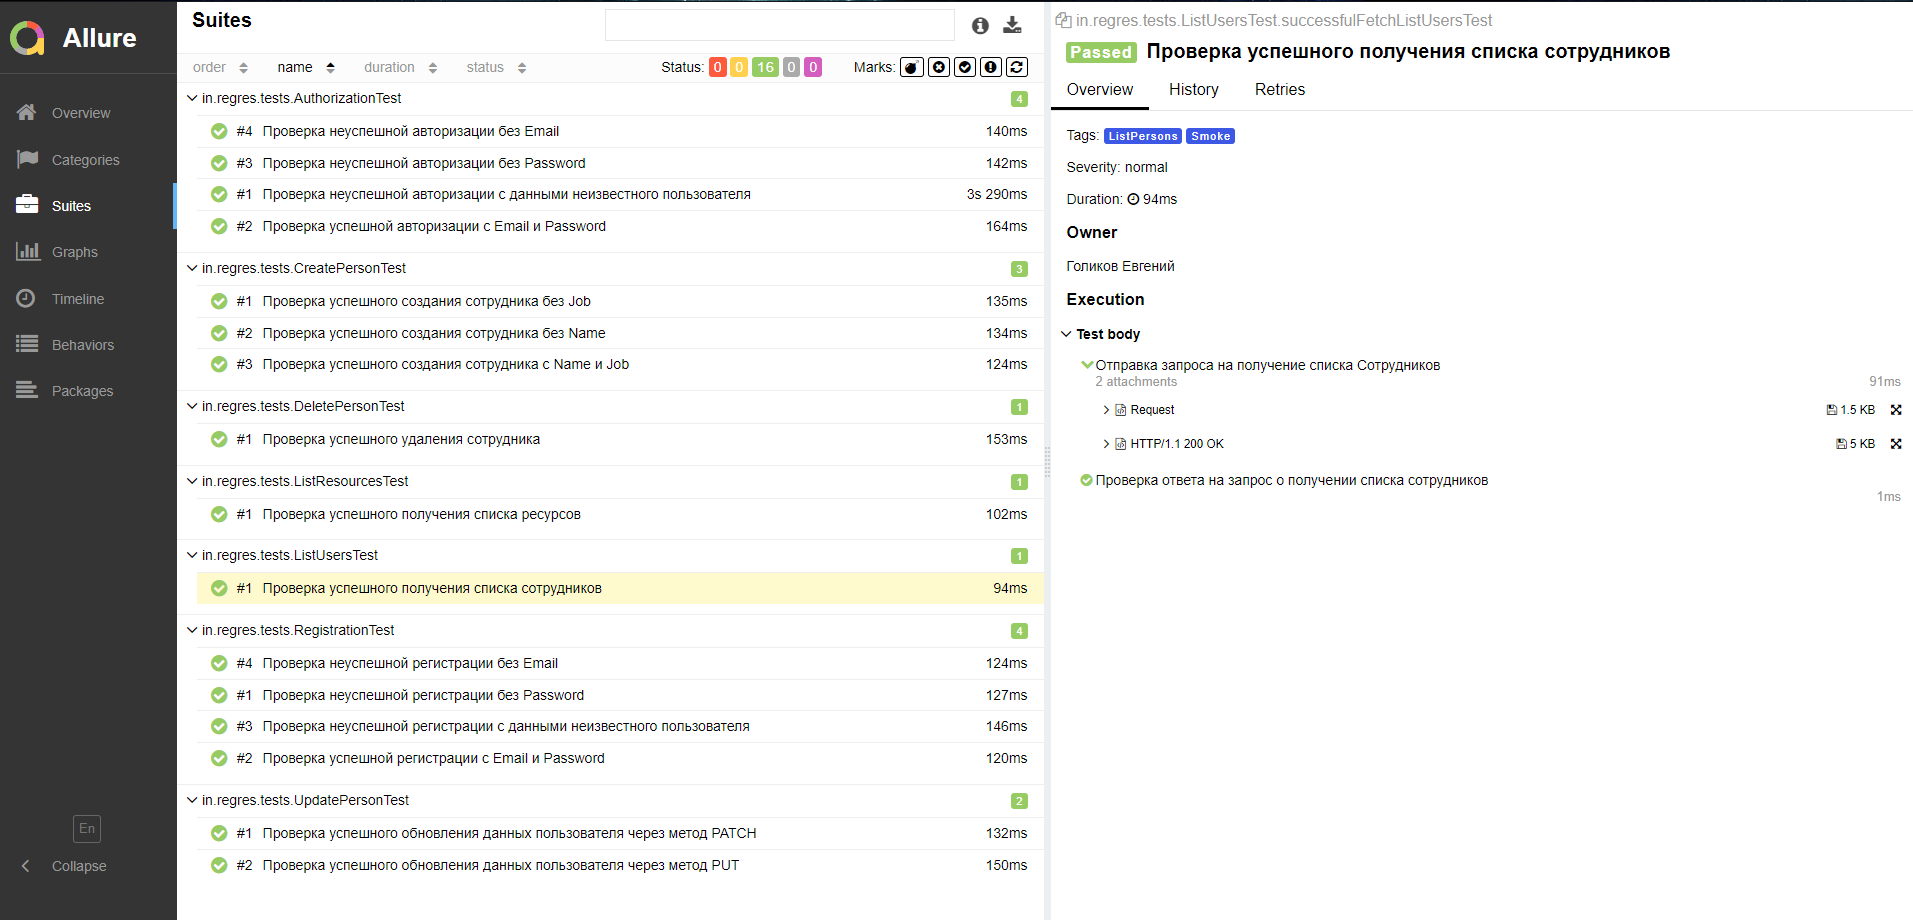 Allure
Overview
Categories
Suites
Graphs
Timeline
Behaviors
Packages
En
Collapse
Suites
order name duration status Status: 0 0 16 0 0 Marks:
in.regres.tests.AuthorizationTest 4
#4 Проверка неуспешной авторизации без Email 140ms
#3 Проверка неуспешной авторизации без Password 142ms
#1 Проверка неуспешной авторизации с данными неизвестного пользователя 3s 290ms
#2 Проверка успешной авторизации с Email и Password 164ms
in.regres.tests.CreatePersonTest 3
#1 Проверка успешного создания сотрудника без Job 135ms
#2 Проверка успешного создания сотрудника без Name 134ms
#3 Проверка успешного создания сотрудника с Name и Job 124ms
in.regres.tests.DeletePersonTest 1
#1 Проверка успешного удаления сотрудника 153ms
in.regres.tests.ListResourcesTest 1
#1 Проверка успешного получения списка ресурсов 102ms
in.regres.tests.ListUsersTest 1
#1 Проверка успешного получения списка сотрудников 94ms
in.regres.tests.RegistrationTest 4
#4 Проверка неуспешной регистрации без Email 124ms
#1 Проверка неуспешной регистрации без Password 127ms
#3 Проверка неуспешной регистрации с данными неизвестного пользователя 146ms
#2 Проверка успешной регистрации с Email и Password 120ms
in.regres.tests.UpdatePersonTest 2
#1 Проверка успешного обновления данных пользователя через метод PATCH 132ms
#2 Проверка успешного обновления данных пользователя через метод PUT 150ms
in.regres.tests.ListUsersTest.successfulFetchListUsersTest
Passed Проверка успешного получения списка сотрудников
Overview History Retries
Tags: ListPersons Smoke
Severity: normal
Duration: 94ms
Owner
Голиков Евгений
Execution
Test body
Отправка запроса на получение списка Сотрудников
2 attachments 91ms
Request 1.5 KB
HTTP/1.1 200 OK 5 KB
Проверка ответа на запрос о получении списка сотрудников
1ms